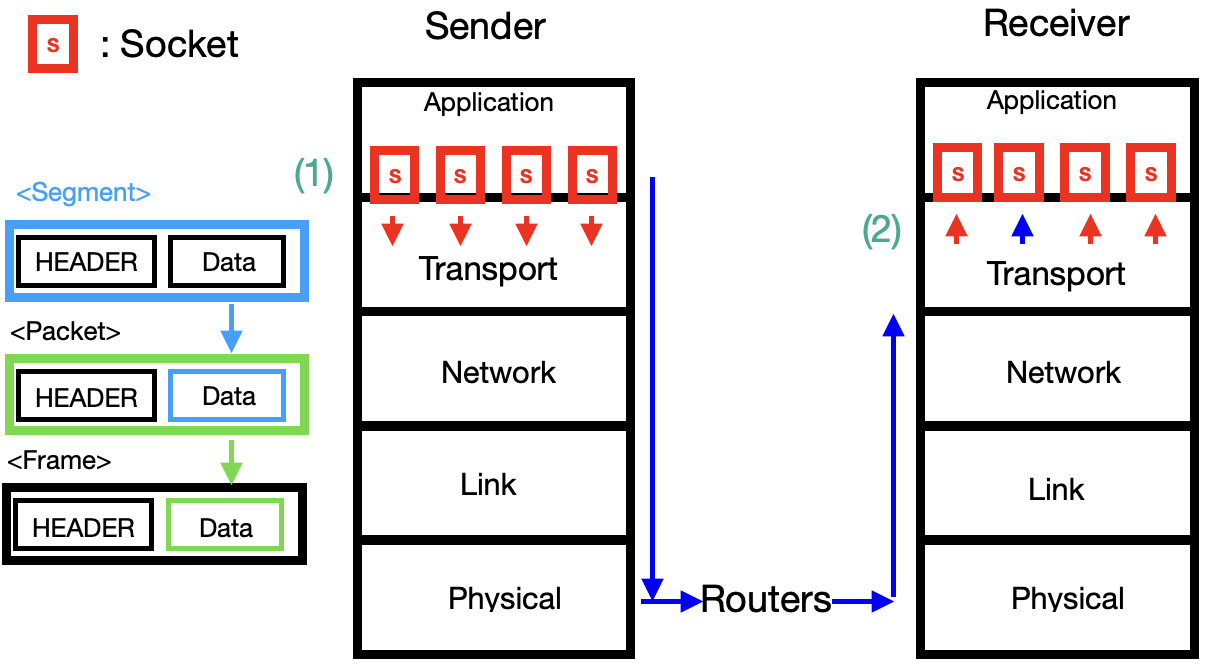 s : Socket
Sender
Receiver
<Segment>
HEADER Data
<Packet>
HEADER Data
<Frame>
HEADER Data
(1)
Application
s s s s
Transport
Network
Link
Physical
Routers
(2)
Application
s s s s
Transport
Network
Link
Physical